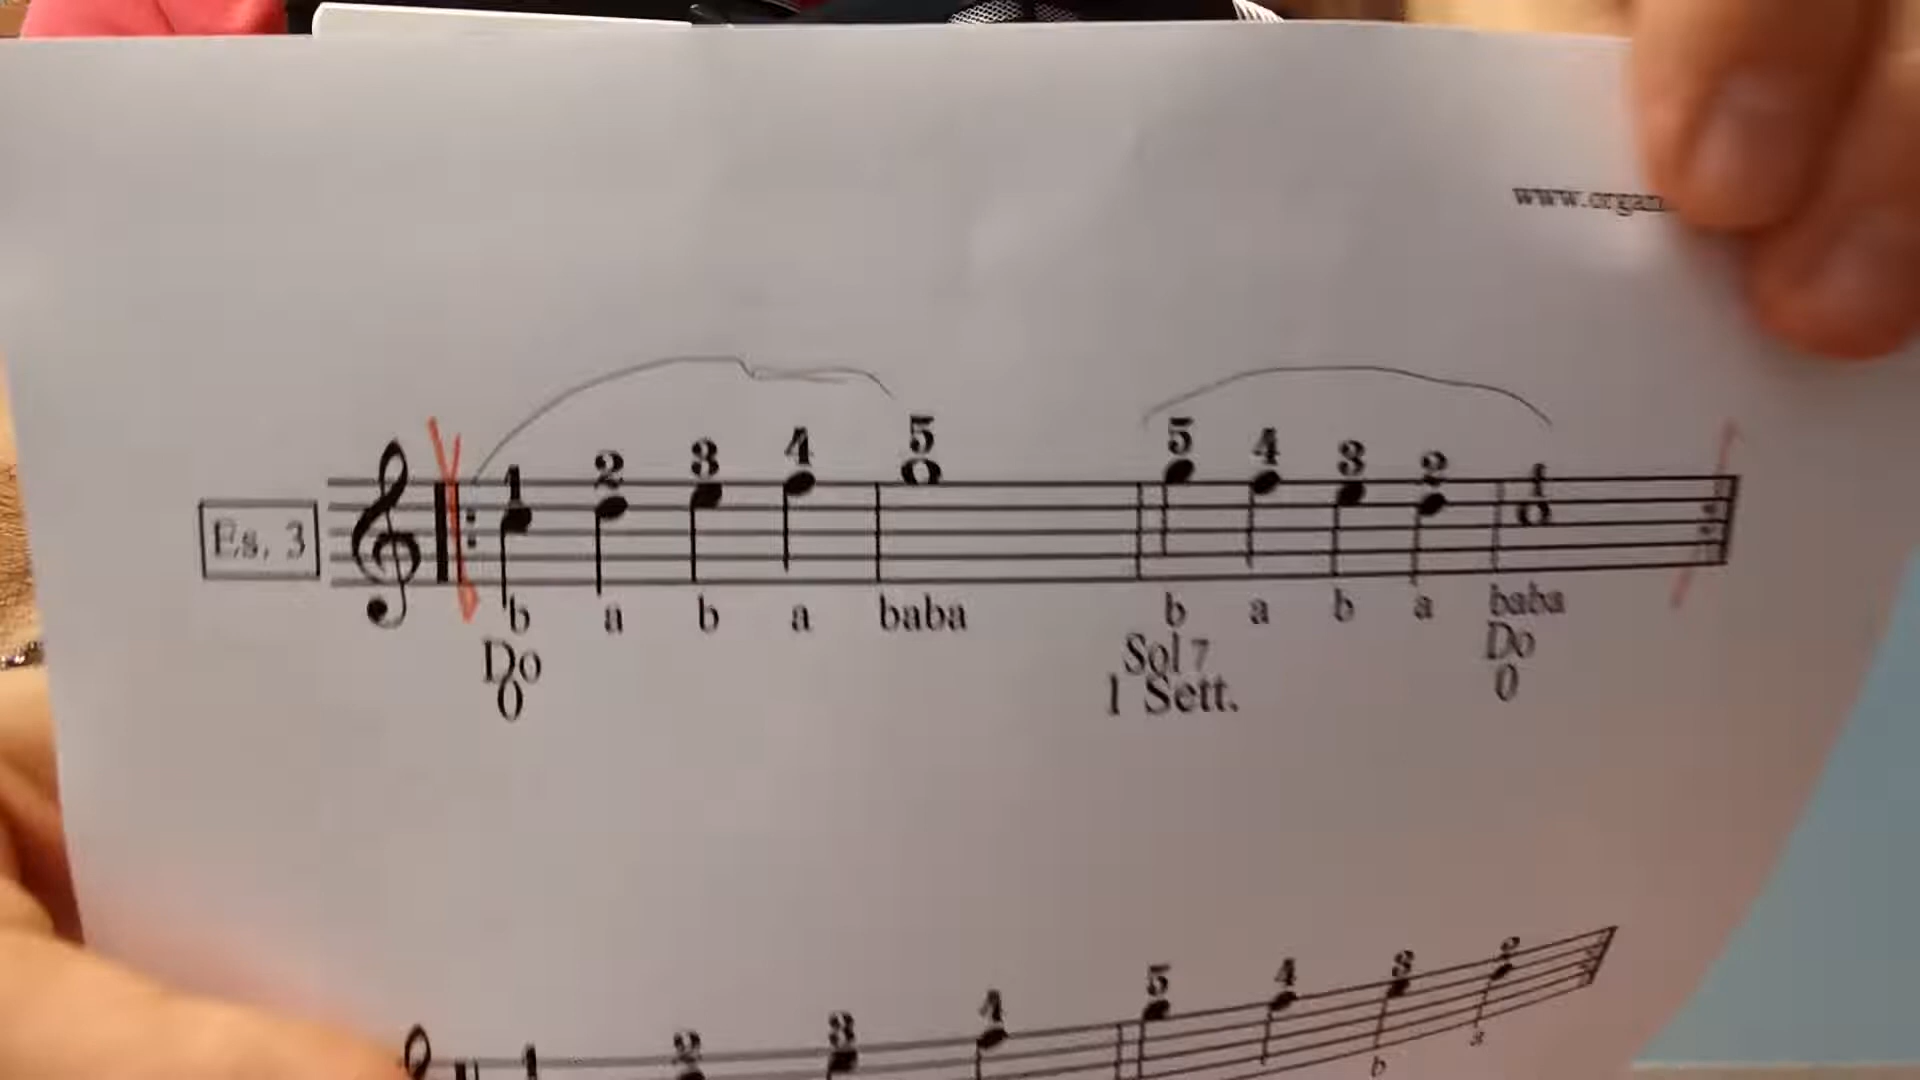 www.organ
1 2 3 4 5 5 4 3 2 1
Es. 3
b a b a baba b a b a baba
Do Sol 7 Do
0 1 Sett. 0
1 2 3 4 5 4 3 2
b a